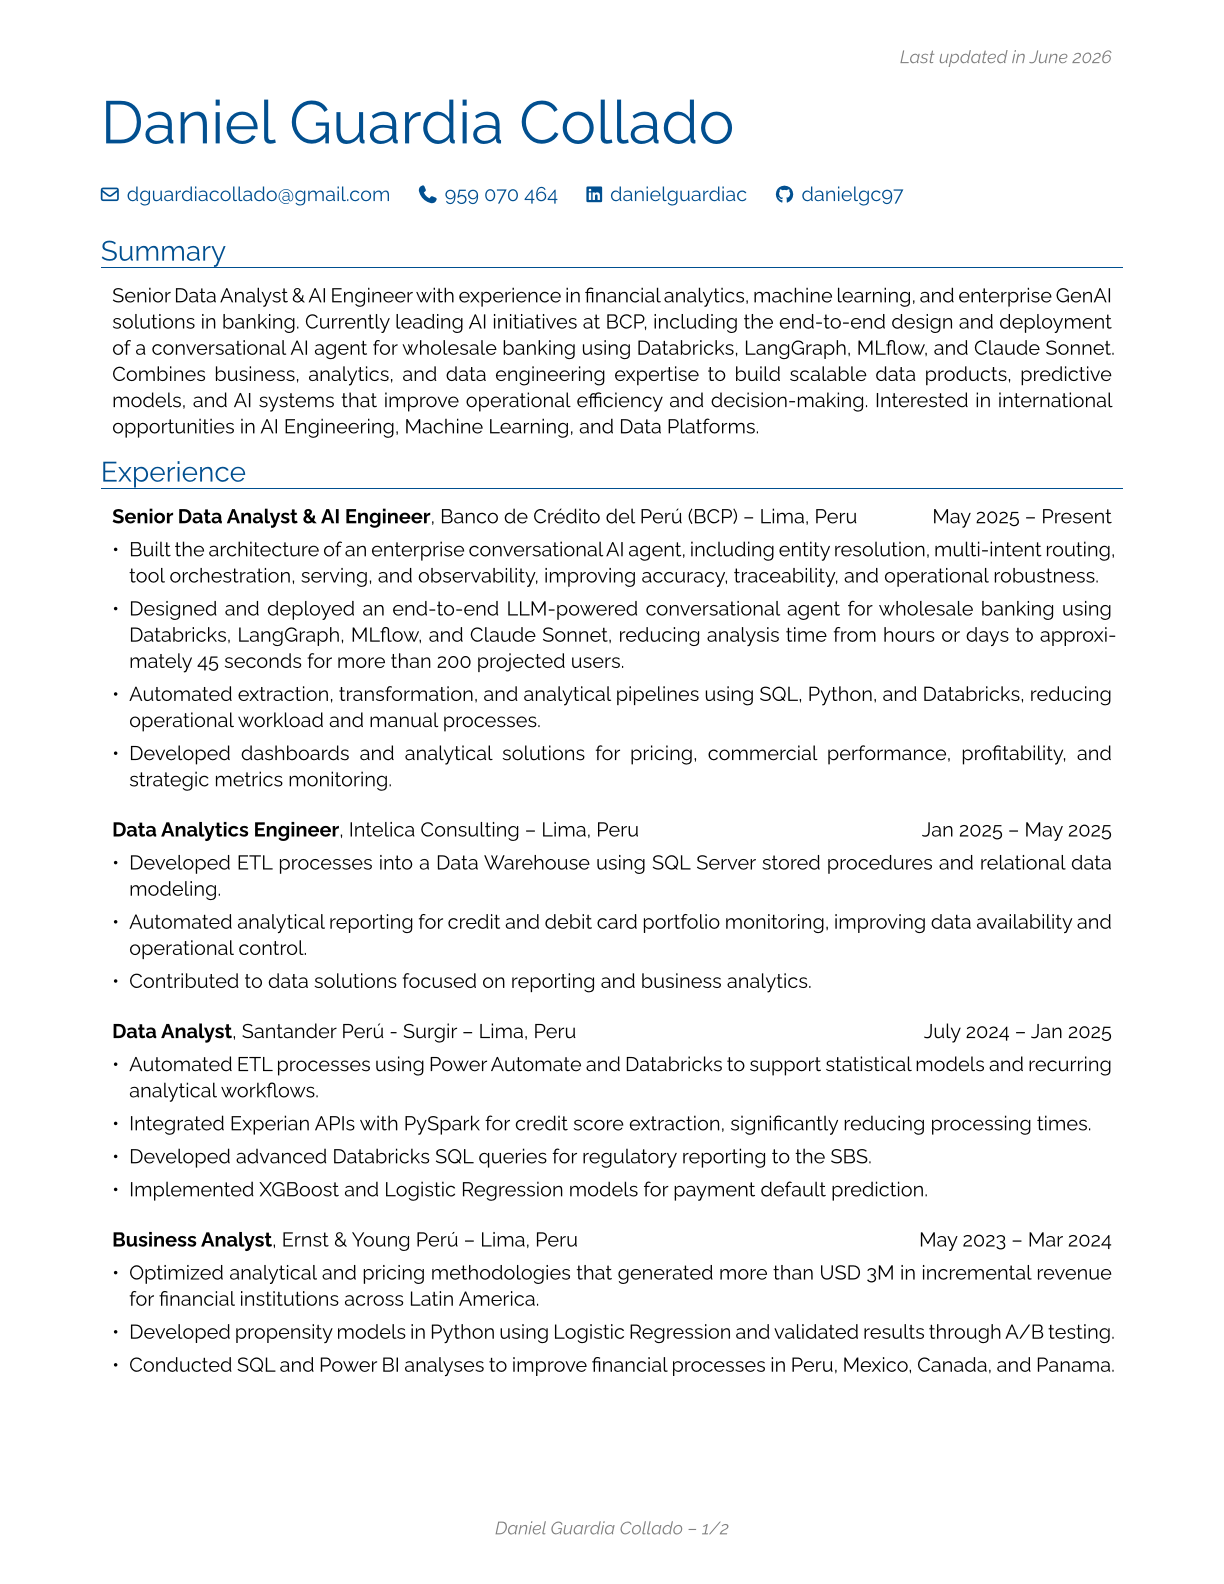 Last updated in June 2026
Daniel Guardia Collado
dguardiacollado@gmail.com 959 070 464 danielguardiac danielgc97
Summary
Senior Data Analyst & AI Engineer with experience in financial analytics, machine learning, and enterprise GenAI
solutions in banking. Currently leading AI initiatives at BCP, including the end-to-end design and deployment
of a conversational AI agent for wholesale banking using Databricks, LangGraph, MLflow, and Claude Sonnet.
Combines business, analytics, and data engineering expertise to build scalable data products, predictive
models, and AI systems that improve operational efficiency and decision-making. Interested in international
opportunities in AI Engineering, Machine Learning, and Data Platforms.
Experience
Senior Data Analyst & AI Engineer, Banco de Crédito del Perú (BCP) – Lima, Peru May 2025 – Present
• Built the architecture of an enterprise conversational AI agent, including entity resolution, multi-intent routing,
tool orchestration, serving, and observability, improving accuracy, traceability, and operational robustness.
• Designed and deployed an end-to-end LLM-powered conversational agent for wholesale banking using
Databricks, LangGraph, MLflow, and Claude Sonnet, reducing analysis time from hours or days to approxi-
mately 45 seconds for more than 200 projected users.
• Automated extraction, transformation, and analytical pipelines using SQL, Python, and Databricks, reducing
operational workload and manual processes.
• Developed dashboards and analytical solutions for pricing, commercial performance, profitability, and
strategic metrics monitoring.
Data Analytics Engineer, Intelica Consulting – Lima, Peru Jan 2025 – May 2025
• Developed ETL processes into a Data Warehouse using SQL Server stored procedures and relational data
modeling.
• Automated analytical reporting for credit and debit card portfolio monitoring, improving data availability and
operational control.
• Contributed to data solutions focused on reporting and business analytics.
Data Analyst, Santander Perú - Surgir – Lima, Peru July 2024 – Jan 2025
• Automated ETL processes using Power Automate and Databricks to support statistical models and recurring
analytical workflows.
• Integrated Experian APIs with PySpark for credit score extraction, significantly reducing processing times.
• Developed advanced Databricks SQL queries for regulatory reporting to the SBS.
• Implemented XGBoost and Logistic Regression models for payment default prediction.
Business Analyst, Ernst & Young Perú – Lima, Peru May 2023 – Mar 2024
• Optimized analytical and pricing methodologies that generated more than USD 3M in incremental revenue
for financial institutions across Latin America.
• Developed propensity models in Python using Logistic Regression and validated results through A/B testing.
• Conducted SQL and Power BI analyses to improve financial processes in Peru, Mexico, Canada, and Panama.
Daniel Guardia Collado – 1/2